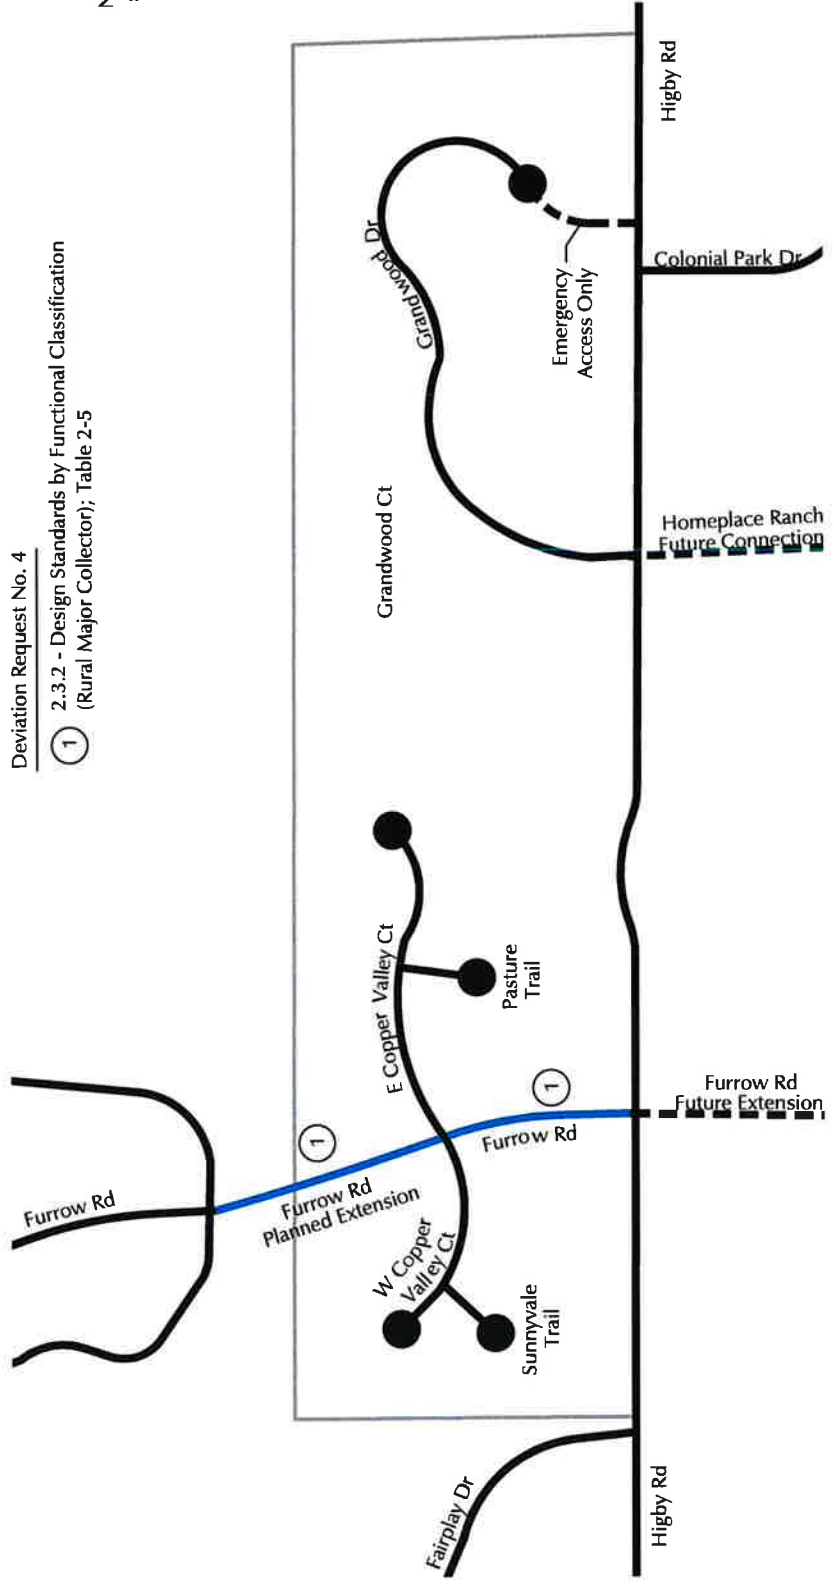 Deviation Request No. 4
1
2.3.2 - Design Standards by Functional Classification
(Rural Major Collector); Table 2-5
Higby Rd
Grandwood Dr
Emergency
Access Only
Colonial Park Dr
Grandwood Ct
Homeplace Ranch
Future Connection
E Copper Valley Ct
Pasture
Trail
1
1
Furrow Rd
Future Extension
Furrow Rd
Furrow Rd
Furrow Rd
Planned Extension
W Copper
Valley Ct
Sunnyvale
Trail
Fairplay Dr
Higby Rd